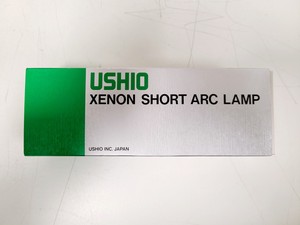 USHIO
XENON SHORT ARC LAMP
USHIO INC. JAPAN